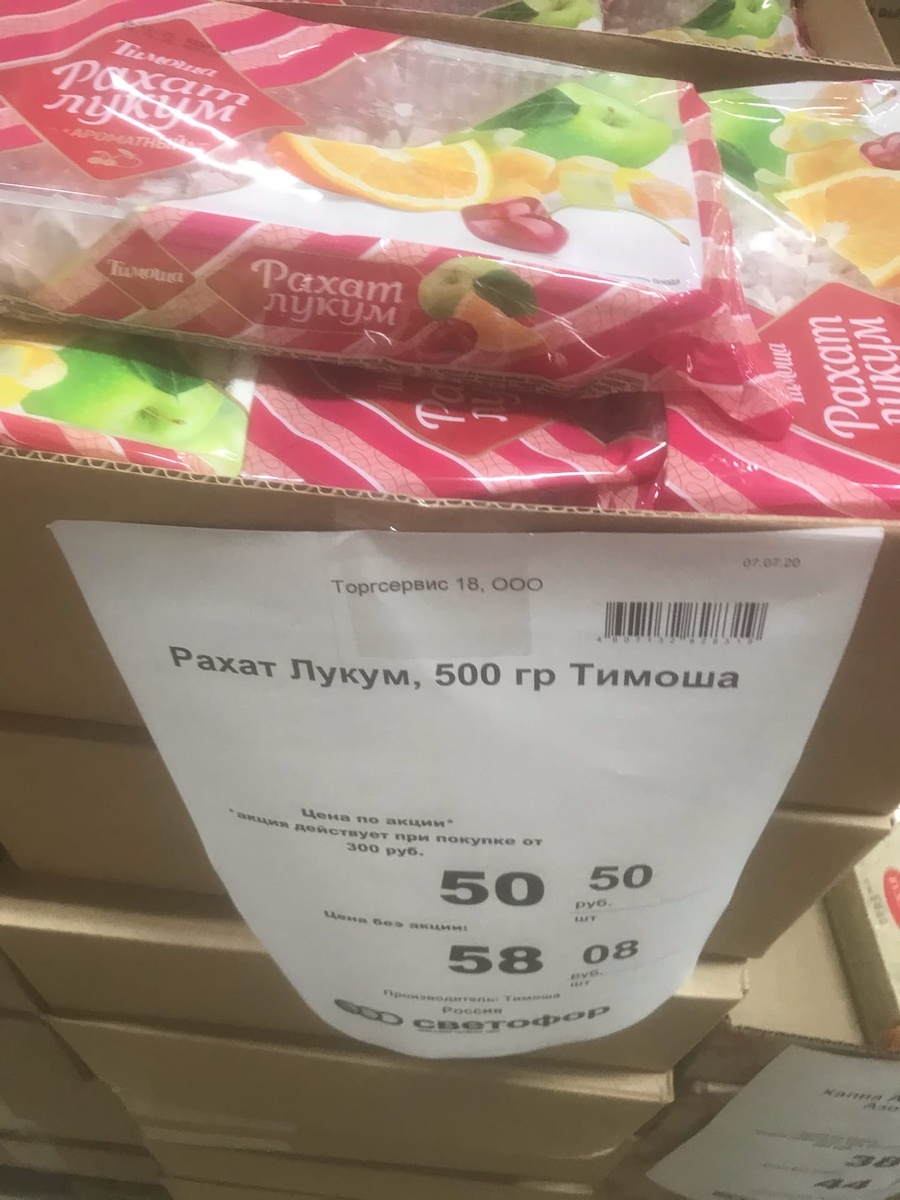 Тимоша
Рахат
лукум
•АРОМАТНЫЙ•
Тимоша
Рахат
лукум
Тимоша
Рахат
лукум
07.07.20
Торгсервис 18, ООО
Рахат Лукум, 500 гр Тимоша
Цена по акции*
*акция действует при покупке от
300 руб.
50 50
руб.
шт
Цена без акции:
58 08
руб.
шт
Производитель: Тимоша
Россия
светофор
38
44